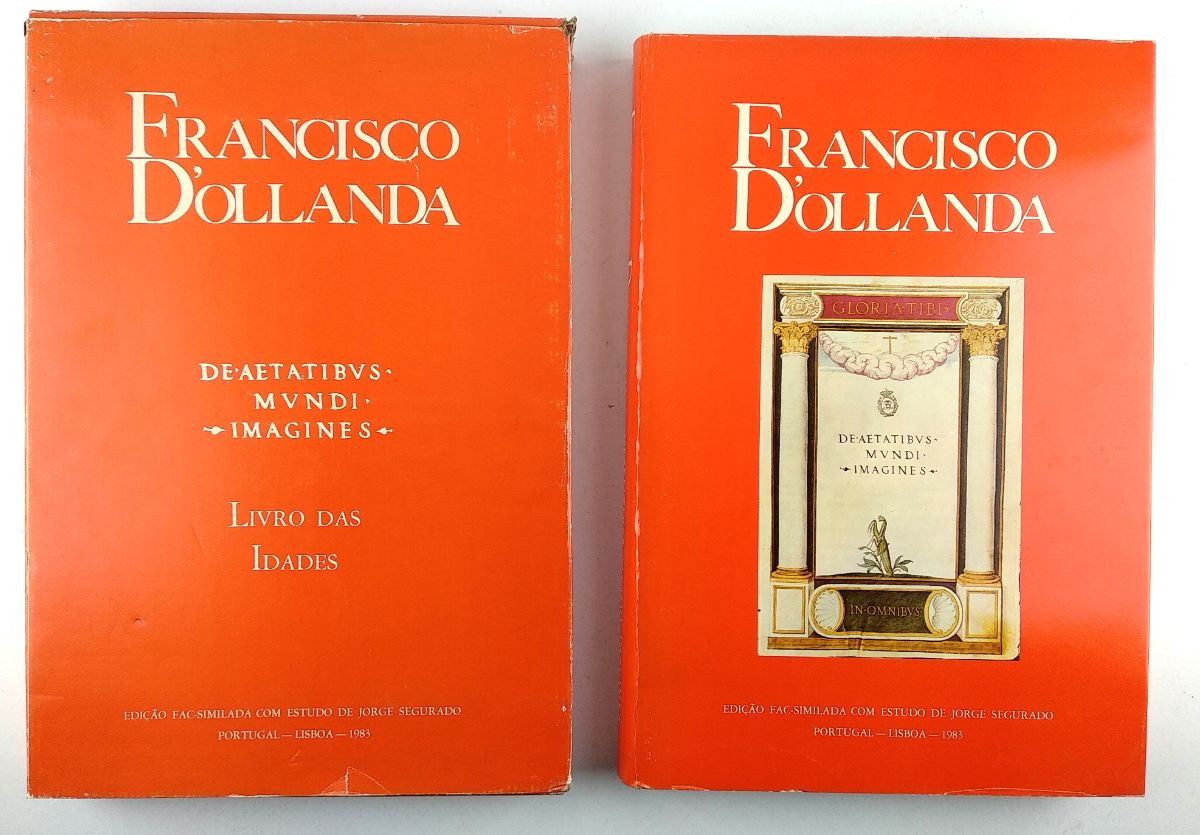 FRANCISCO
D'OLLANDA
DE·AETATIBVS·
MVNDI·
IMAGINES
LIVRO DAS
IDADES
EDIÇÃO FAC-SIMILADA COM ESTUDO DE JORGE SEGURADO
PORTUGAL — LISBOA — 1983
FRANCISCO
D'OLLANDA
GLORIA·TIBI·
DE·AETATIBVS·
MVNDI·
IMAGINES
IN·OMNIBVS·
EDIÇÃO FAC-SIMILADA COM ESTUDO DE JORGE SEGURADO
PORTUGAL — LISBOA — 1983